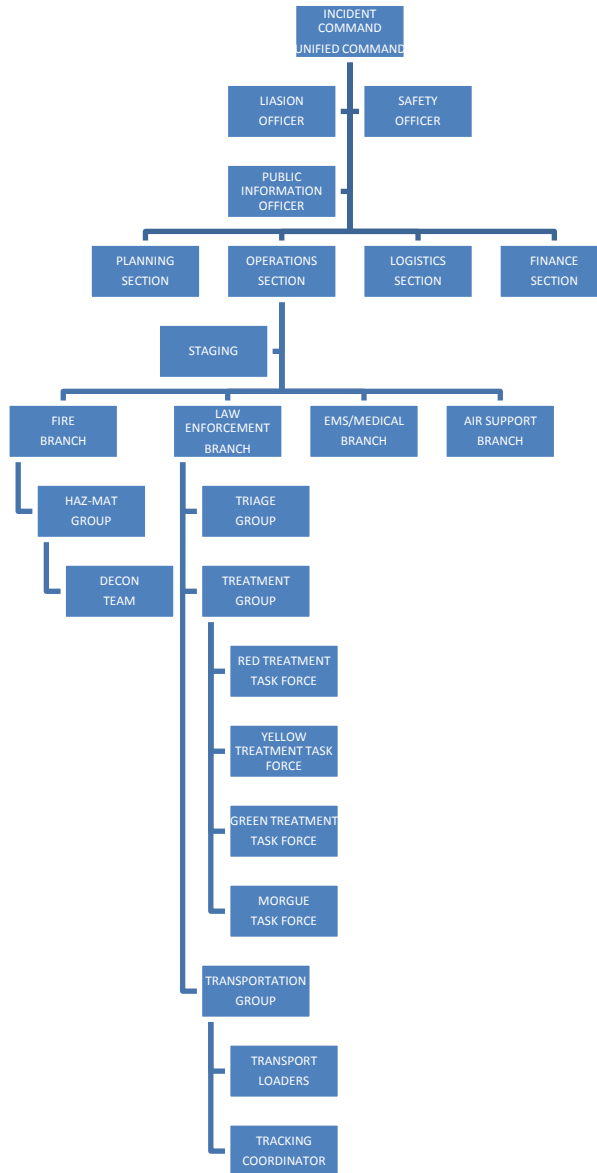 INCIDENT
COMMAND
UNIFIED COMMAND
LIASION
OFFICER
SAFETY
OFFICER
PUBLIC
INFORMATION
OFFICER
PLANNING
SECTION
OPERATIONS
SECTION
LOGISTICS
SECTION
FINANCE
SECTION
STAGING
FIRE
BRANCH
LAW
ENFORCEMENT
BRANCH
EMS/MEDICAL
BRANCH
AIR SUPPORT
BRANCH
HAZ-MAT
GROUP
TRIAGE
GROUP
DECON
TEAM
TREATMENT
GROUP
RED TREATMENT
TASK FORCE
YELLOW
TREATMENT TASK
FORCE
GREEN TREATMENT
TASK FORCE
MORGUE
TASK FORCE
TRANSPORTATION
GROUP
TRANSPORT
LOADERS
TRACKING
COORDINATOR